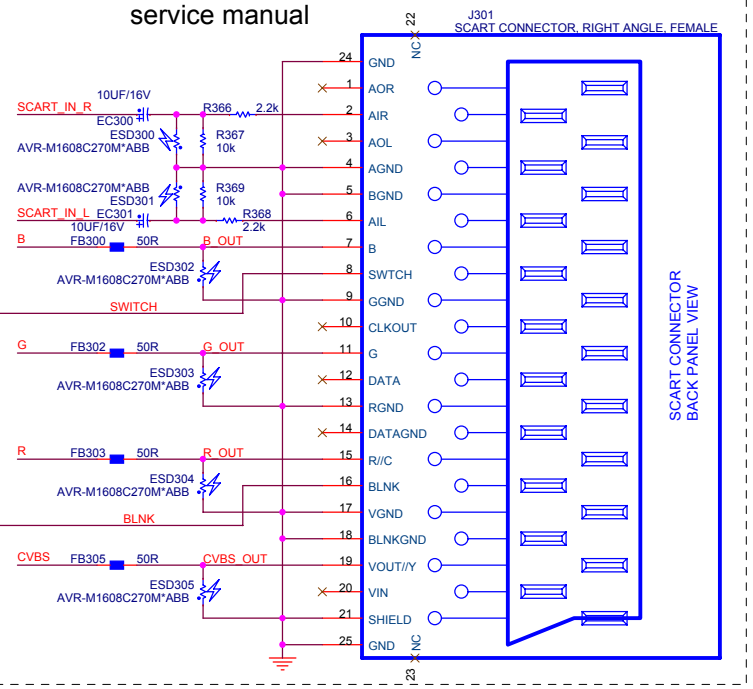 service manual
22
NC
J301
SCART CONNECTOR, RIGHT ANGLE, FEMALE
24 GND
1 AOR
10UF/16V
SCART_IN_R
EC300
R366 2.2k
2 AIR
ESD300
AVR-M1608C270M*ABB
R367
10k
3 AOL
4 AGND
AVR-M1608C270M*ABB
ESD301
R369
10k
5 BGND
SCART_IN_L EC301
10UF/16V
R368
2.2k
6 AIL
B FB300 50R B_OUT
7 B
ESD302
AVR-M1608C270M*ABB
8 SWTCH
9 GGND
SWITCH
10 CLKOUT
G FB302 50R G_OUT
11 G
ESD303
AVR-M1608C270M*ABB
12 DATA
13 RGND
14 DATAGND
R FB303 50R R_OUT
15 R//C
ESD304
AVR-M1608C270M*ABB
16 BLNK
17 VGND
BLNK
18 BLNKGND
CVBS FB305 50R CVBS_OUT
19 VOUT//Y
ESD305
AVR-M1608C270M*ABB
20 VIN
21 SHIELD
25 GND
NC
23
SCART CONNECTOR
BACK PANEL VIEW